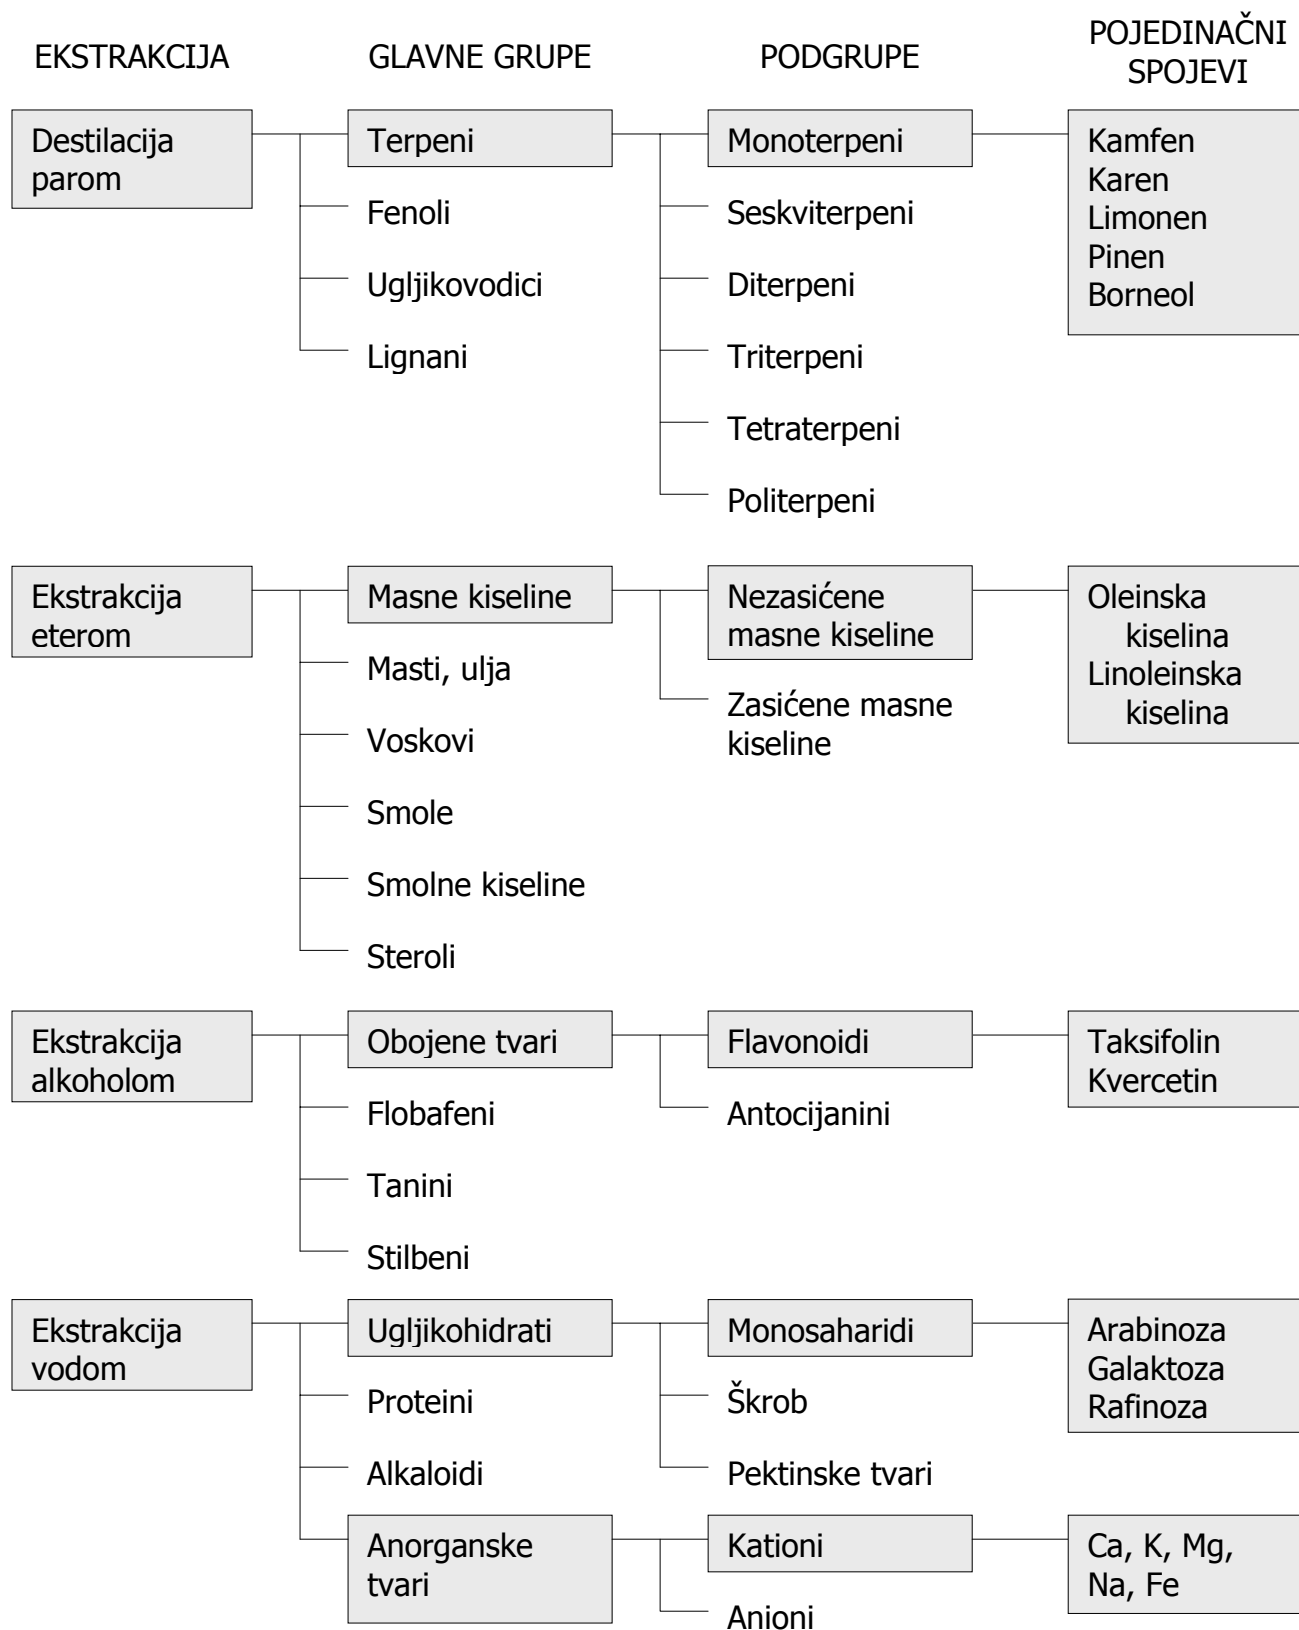 EKSTRAKCIJA
GLAVNE GRUPE
PODGRUPE
POJEDINAČNI
SPOJEVI
Destilacija
parom
Terpeni
Fenoli
Ugljikovodici
Lignani
Monoterpeni
Seskviterpeni
Diterpeni
Triterpeni
Tetraterpeni
Politerpeni
Kamfen
Karen
Limonen
Pinen
Borneol
Ekstrakcija
eterom
Masne kiseline
Masti, ulja
Voskovi
Smole
Smolne kiseline
Steroli
Nezasićene
masne kiseline
Zasićene masne
kiseline
Oleinska
kiselina
Linoleinska
kiselina
Ekstrakcija
alkoholom
Obojene tvari
Flobafeni
Tanini
Stilbeni
Flavonoidi
Antocijanini
Taksifolin
Kvercetin
Ekstrakcija
vodom
Ugljikohidrati
Proteini
Alkaloidi
Anorganske
tvari
Monosaharidi
Škrob
Pektinske tvari
Kationi
Anioni
Arabinoza
Galaktoza
Rafinoza
Ca, K, Mg,
Na, Fe